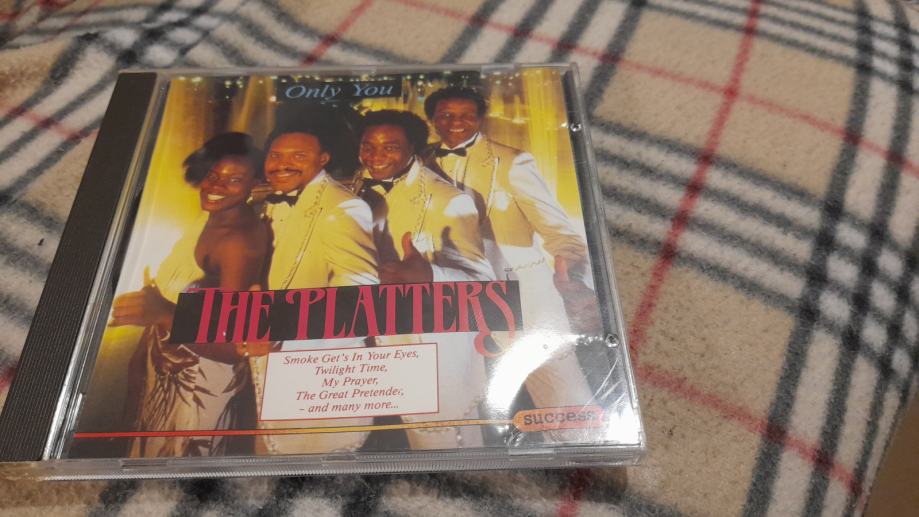 Only You
THE PLATTERS
Smoke Get's In Your Eyes,
Twilight Time,
My Prayer,
The Great Pretender,
- and many more...
success